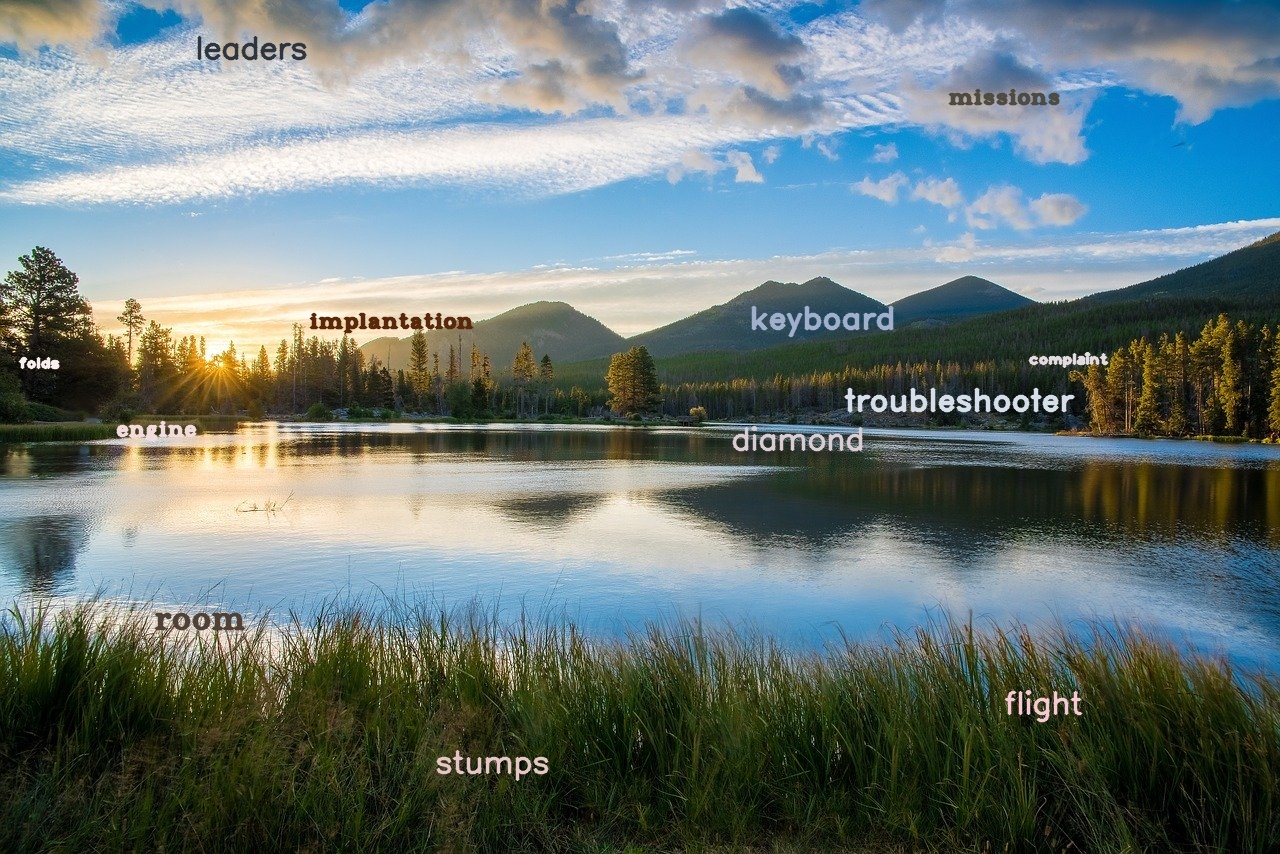 leaders
missions
implantation
keyboard
folds
complaint
troubleshooter
engine
diamond
room
flight
stumps